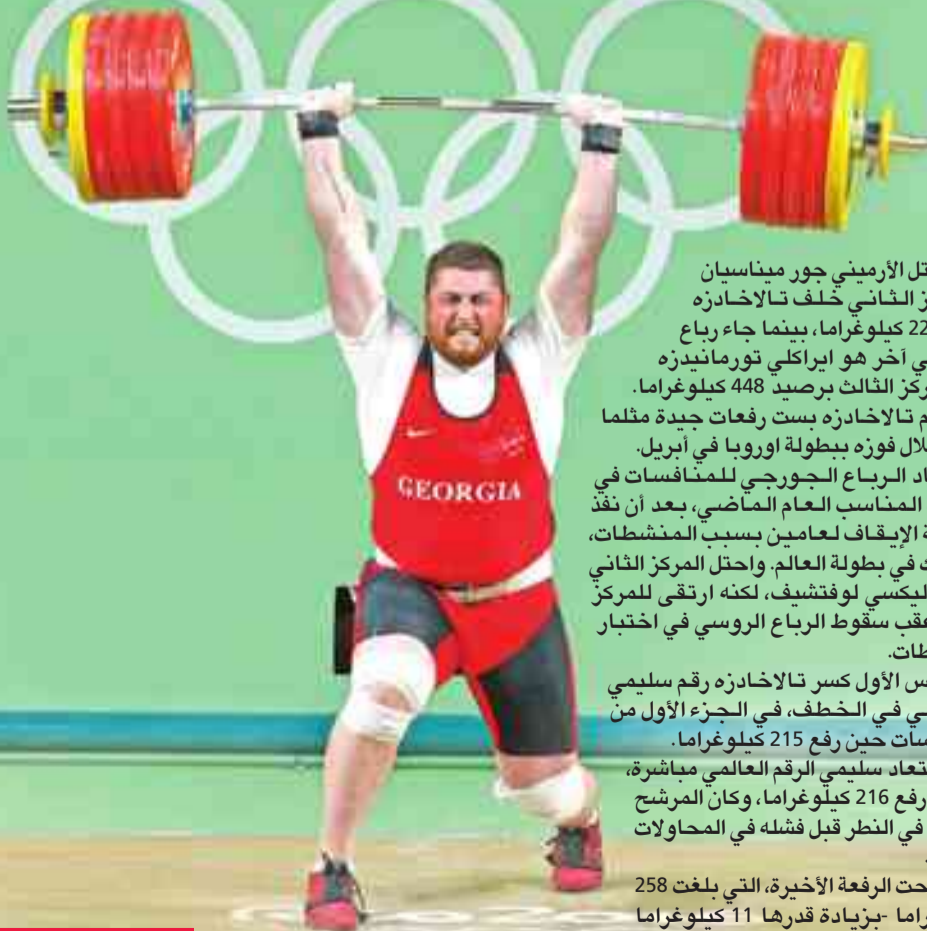 GEORGIA
تل الأرميني جور ميناسيان
ز الثاني خلف تالاخادزه
22 كيلوغراما، بينما جاء رباع
ي آخر هو ايراكلي تورمانيدزه
ركز الثالث برصيد 448 كيلوغراما.
م تالاخادزه بست رفعات جيدة مثلما
لال فوزه ببطولة اوروبا في أبريل.
اد الرباع الجورجي للمنافسات في
المناسب العام الماضي، بعد أن نفذ
ة الإيقاف لعامين بسبب المنشطات،
ك في بطولة العالم. واحتل المركز الثاني
ليكسي لوفتشيف، لكنه ارتقى للمركز
عقب سقوط الرباع الروسي في اختبار
طات.
س الأول كسر تالاخادزه رقم سليمي
ي في الخطف، في الجزء الأول من
سات حين رفع 215 كيلوغراما.
تعاد سليمي الرقم العالمي مباشرة،
رفع 216 كيلوغراما، وكان المرشح
في النطر قبل فشله في المحاولات
حت الرفعة الأخيرة، التي بلغت 258
راما -بزيادة قدرها 11 كيلوغراما